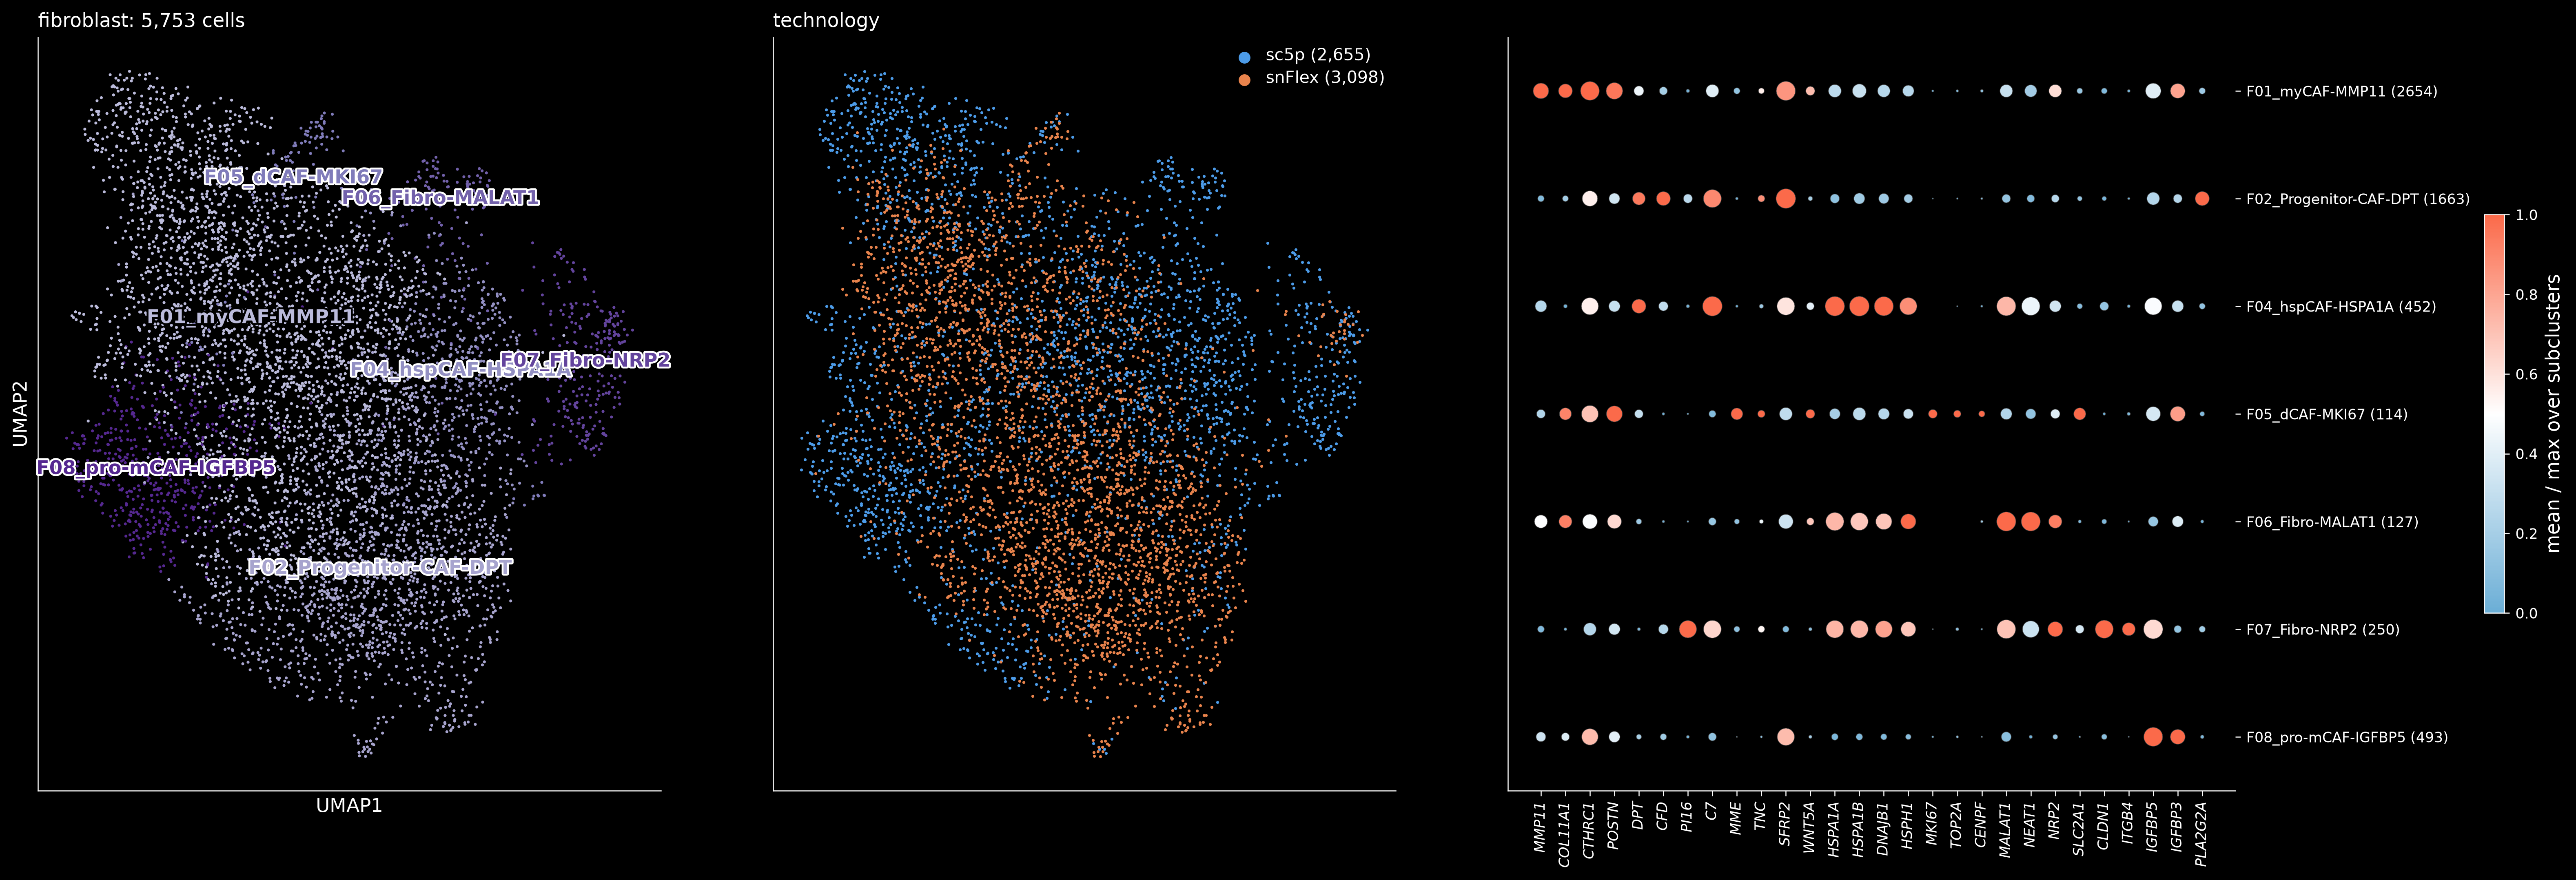 fibroblast: 5,753 cells
F05_dCAF-MKI67
F06_Fibro-MALAT1
F01_myCAF-MMP11
F04_hspCAF-HSPA1A
F07_Fibro-NRP2
F08_pro-mCAF-IGFBP5
F02_Progenitor-CAF-DPT
UMAP2
UMAP1
technology
sc5p (2,655)
snFlex (3,098)
F01_myCAF-MMP11 (2654)
F02_Progenitor-CAF-DPT (1663)
F04_hspCAF-HSPA1A (452)
F05_dCAF-MKI67 (114)
F06_Fibro-MALAT1 (127)
F07_Fibro-NRP2 (250)
F08_pro-mCAF-IGFBP5 (493)
MMP11
COL11A1
CTHRC1
POSTN
DPT
CFD
PI16
C7
MME
TNC
SFRP2
WNT5A
HSPA1A
HSPA1B
DNAJB1
HSPH1
MKI67
TOP2A
CENPF
MALAT1
NEAT1
NRP2
SLC2A1
CLDN1
ITGB4
IGFBP5
IGFBP3
PLA2G2A
1.0
0.8
0.6
0.4
0.2
0.0
mean / max over subclusters